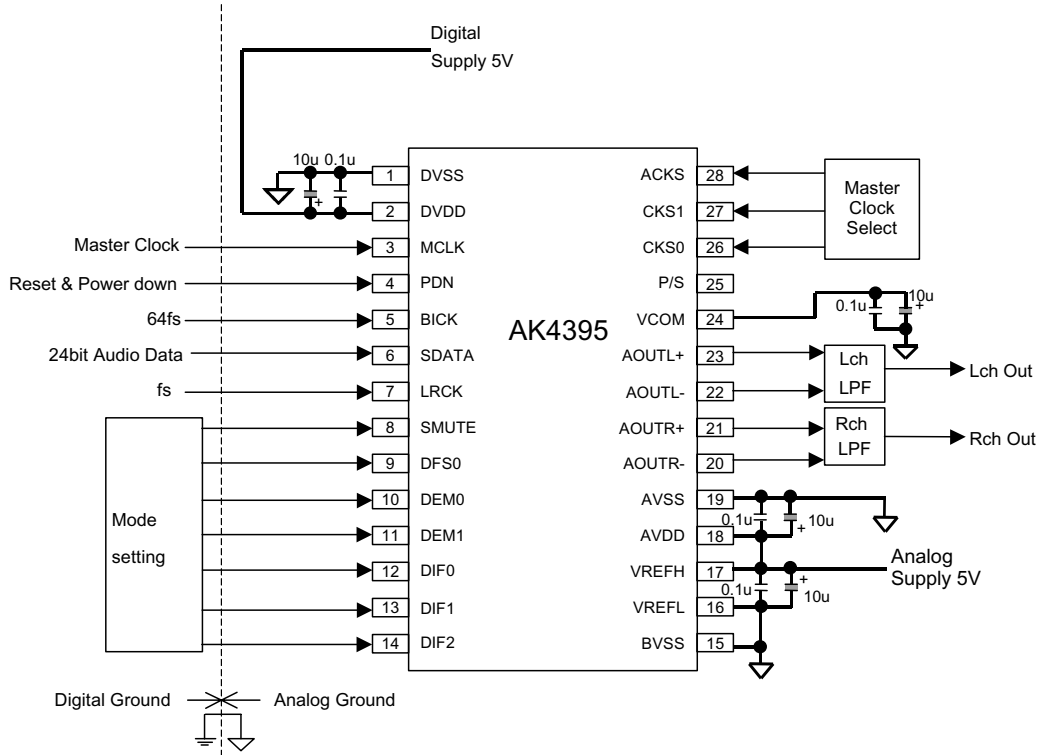 Digital
Supply 5V
10u 0.1u
+
1 DVSS
2 DVDD
3 MCLK
4 PDN
5 BICK
6 SDATA
7 LRCK
8 SMUTE
9 DFS0
10 DEM0
11 DEM1
12 DIF0
13 DIF1
14 DIF2
Master Clock
Reset & Power down
64fs
24bit Audio Data
fs
Mode
setting
AK4395
ACKS 28
CKS1 27
CKS0 26
P/S 25
VCOM 24
AOUTL+ 23
AOUTL- 22
AOUTR+ 21
AOUTR- 20
AVSS 19
AVDD 18
VREFH 17
VREFL 16
BVSS 15
Master
Clock
Select
0.1u 10u
+
Lch
LPF
Lch Out
Rch
LPF
Rch Out
0.1u 10u
+
Analog
Supply 5V
0.1u 10u
+
Digital Ground Analog Ground